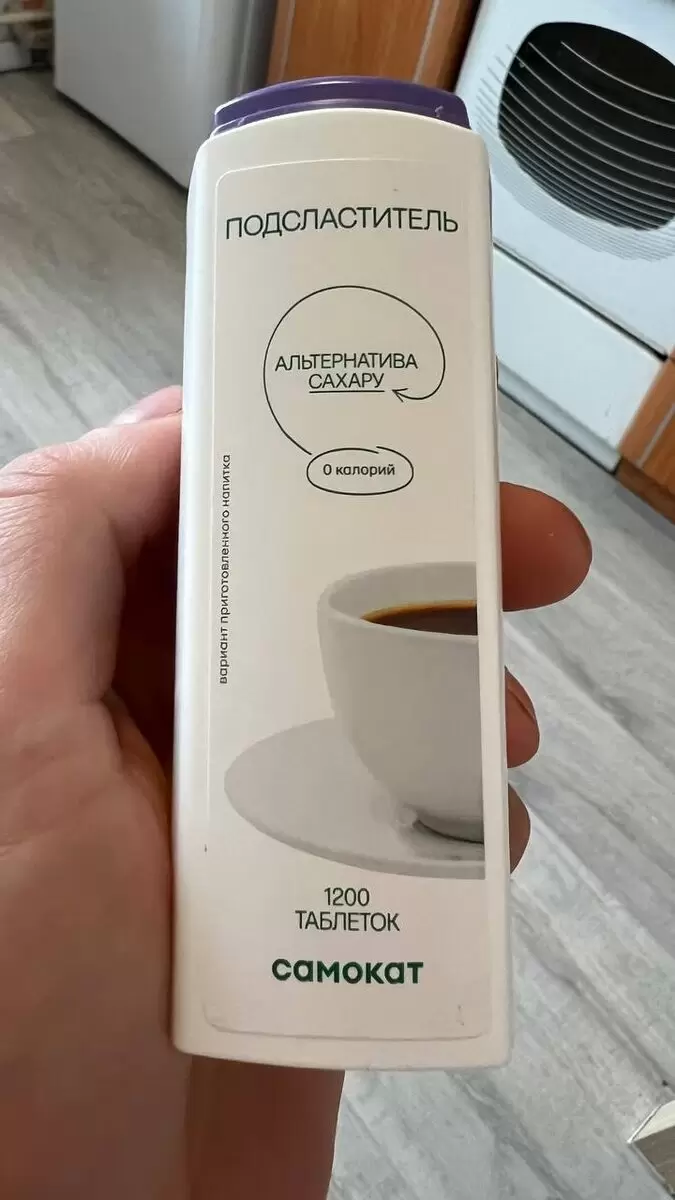 ПОДСЛАСТИТЕЛЬ
АЛЬТЕРНАТИВА
САХАРУ
0 калорий
вариант приготовленного напитка
1200
ТАБЛЕТОК
самокат